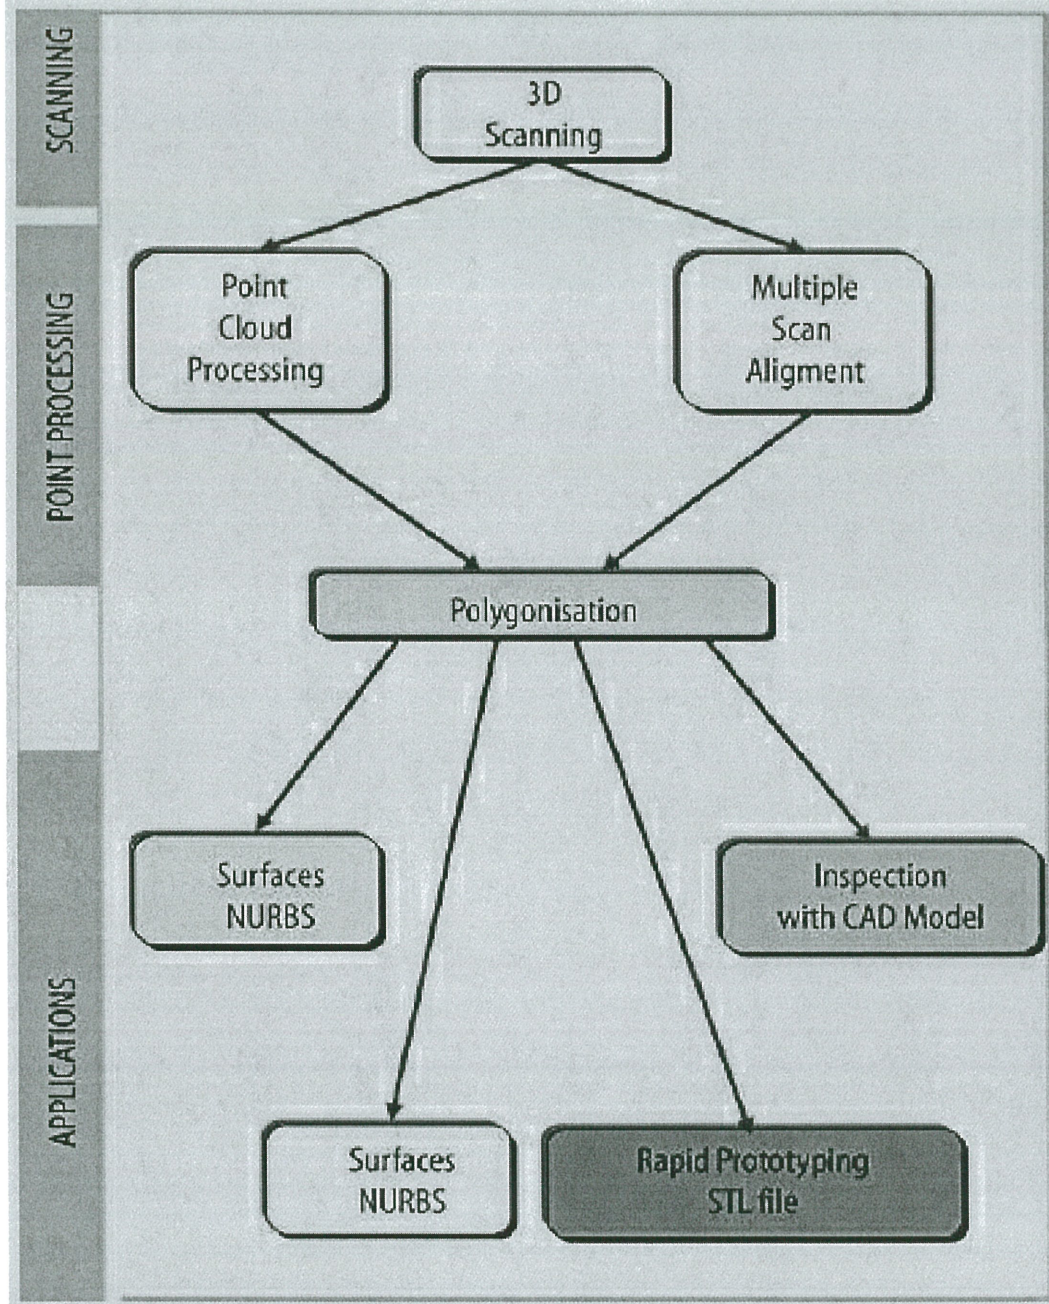 SCANNING
3D
Scanning
POINT PROCESSING
Point
Cloud
Processing
Multiple
Scan
Aligment
Polygonisation
APPLICATIONS
Surfaces
NURBS
Inspection
with CAD Model
Surfaces
NURBS
Rapid Prototyping
STL file